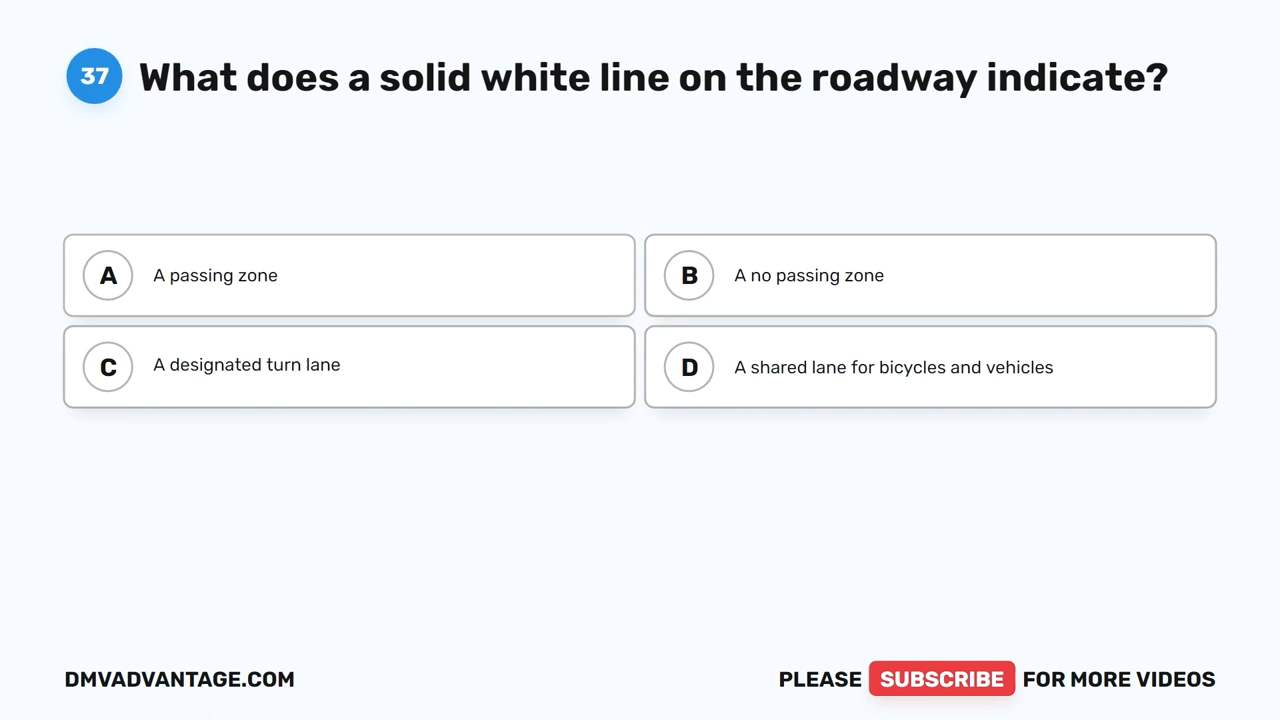 37 What does a solid white line on the roadway indicate?
A A passing zone
B A no passing zone
C A designated turn lane
D A shared lane for bicycles and vehicles
DMVADVANTAGE.COM
PLEASE SUBSCRIBE FOR MORE VIDEOS